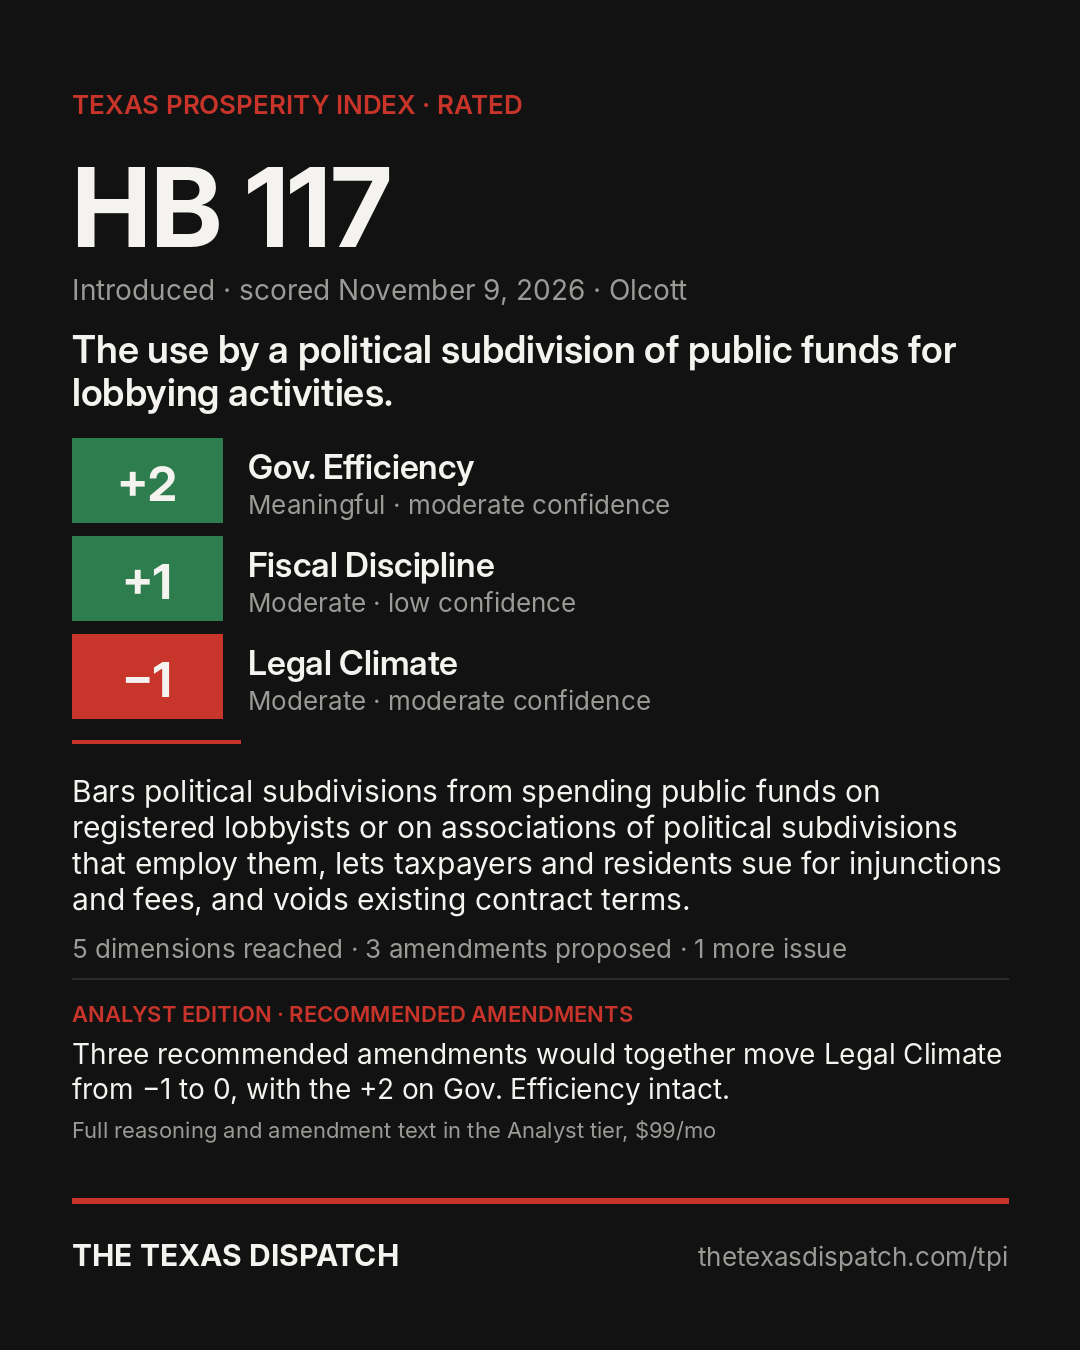 TEXAS PROSPERITY INDEX · RATED
HB 117
Introduced · scored November 9, 2026 · Olcott
The use by a political subdivision of public funds for
lobbying activities.
+2
Gov. Efficiency
Meaningful · moderate confidence
+1
Fiscal Discipline
Moderate · low confidence
−1
Legal Climate
Moderate · moderate confidence
Bars political subdivisions from spending public funds on
registered lobbyists or on associations of political subdivisions
that employ them, lets taxpayers and residents sue for injunctions
and fees, and voids existing contract terms.
5 dimensions reached · 3 amendments proposed · 1 more issue
ANALYST EDITION · RECOMMENDED AMENDMENTS
Three recommended amendments would together move Legal Climate
from −1 to 0, with the +2 on Gov. Efficiency intact.
Full reasoning and amendment text in the Analyst tier, $99/mo
THE TEXAS DISPATCH
thetexasdispatch.com/tpi